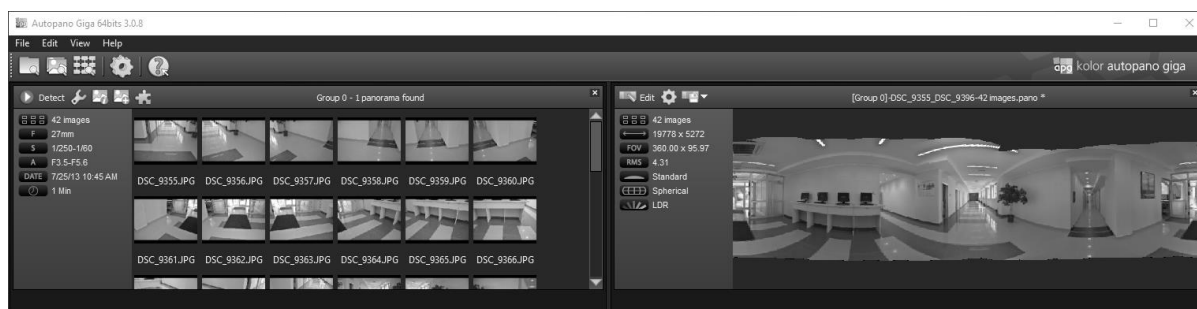 Autopano Giga 64bits 3.0.8
File Edit View Help
kolor autopano giga
Detect
Group 0 - 1 panorama found
42 images
F 27mm
S 1/250-1/60
A F3.5-F5.6
DATE 7/25/13 10:45 AM
1 Min
DSC_9355.JPG DSC_9356.JPG DSC_9357.JPG DSC_9358.JPG DSC_9359.JPG DSC_9360.JPG
DSC_9361.JPG DSC_9362.JPG DSC_9363.JPG DSC_9364.JPG DSC_9365.JPG DSC_9366.JPG
Edit
[Group 0]-DSC_9355_DSC_9396-42 images.pano *
42 images
19778 x 5272
FOV 360.00 x 95.97
RMS 4.31
Standard
Spherical
LDR